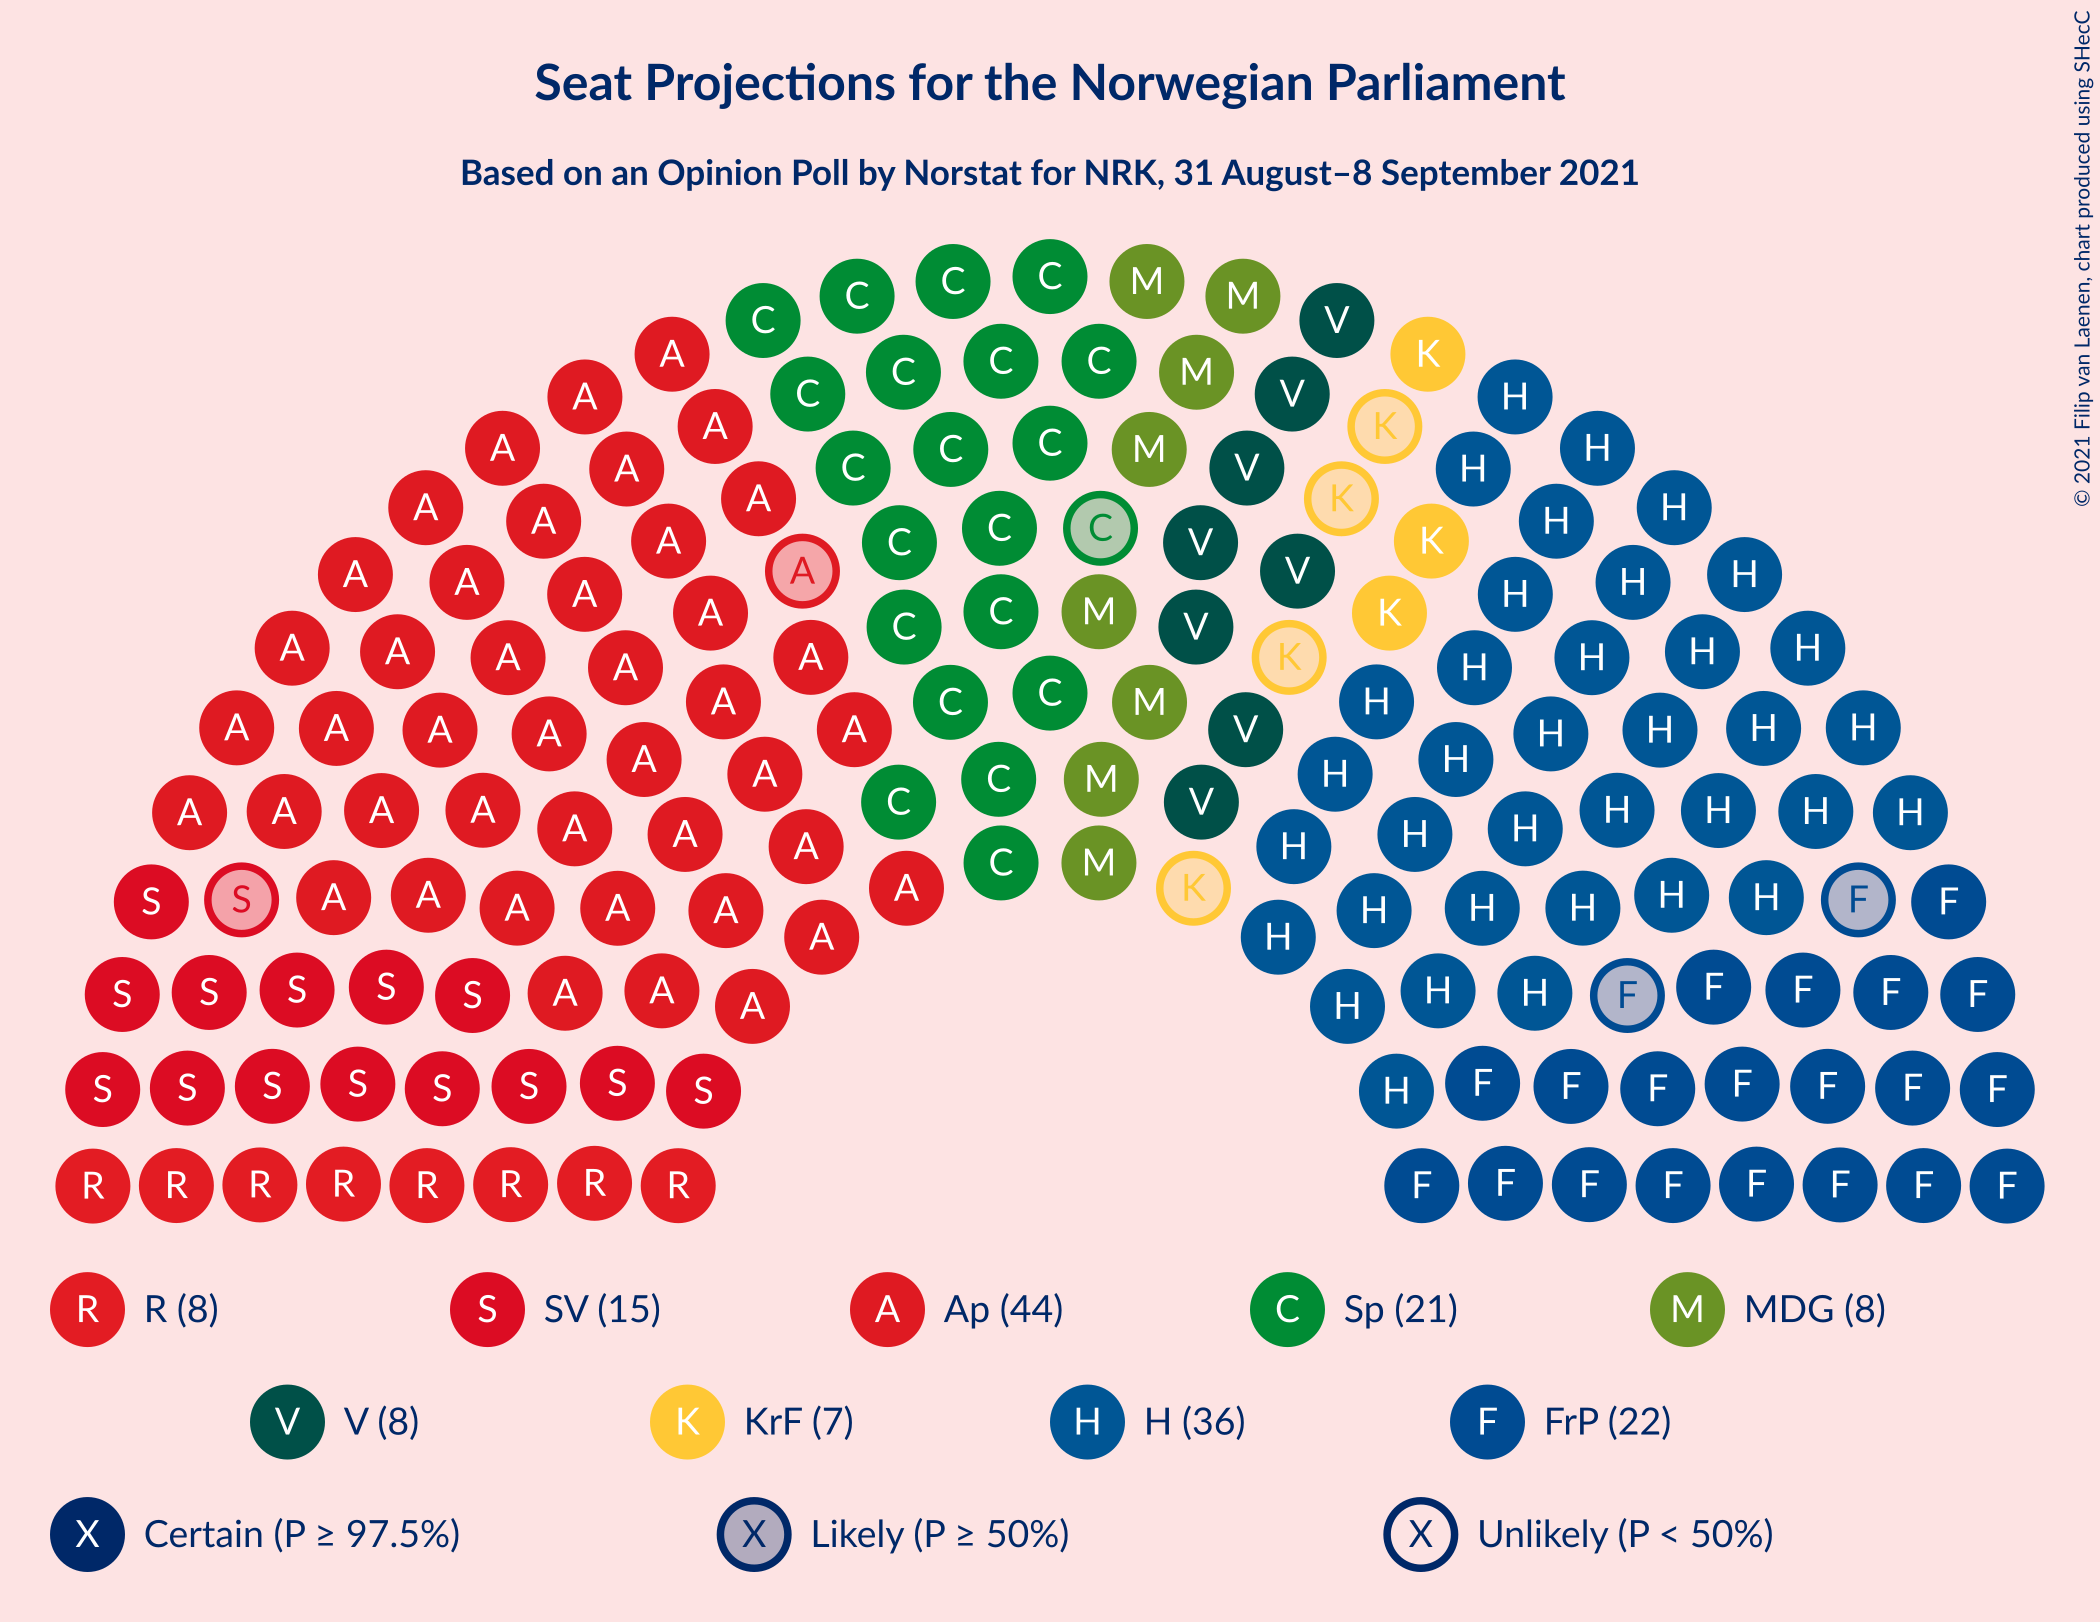 © 2021 Filip van Laenen, chart produced using SHecC
Seat Projections for the Norwegian Parliament
Based on an Opinion Poll by Norstat for NRK, 31 August–8 September 2021
C C C C M M V
A C C C M K
A C V H
A A C C M K H
A C V H
A A A C C K H H
A C V K
A A A A V H H H
A C C M V K
A A A A A K H H H H
A C C M H
A A A A A V H H H H
A A C M H H
A A A A A A C V H H H H H H
A C M H
S S A A A A A A K H H H H H F F
A H
S S S S S A A A H H H F F F F F
S S S S S S S S H F F F F F F F
R R R R R R R R F F F F F F F F
R R (8) S SV (15) A Ap (44) C Sp (21) M MDG (8)
V V (8) K KrF (7) H H (36) F FrP (22)
X Certain (P ≥ 97.5%) X Likely (P ≥ 50%) X Unlikely (P < 50%)